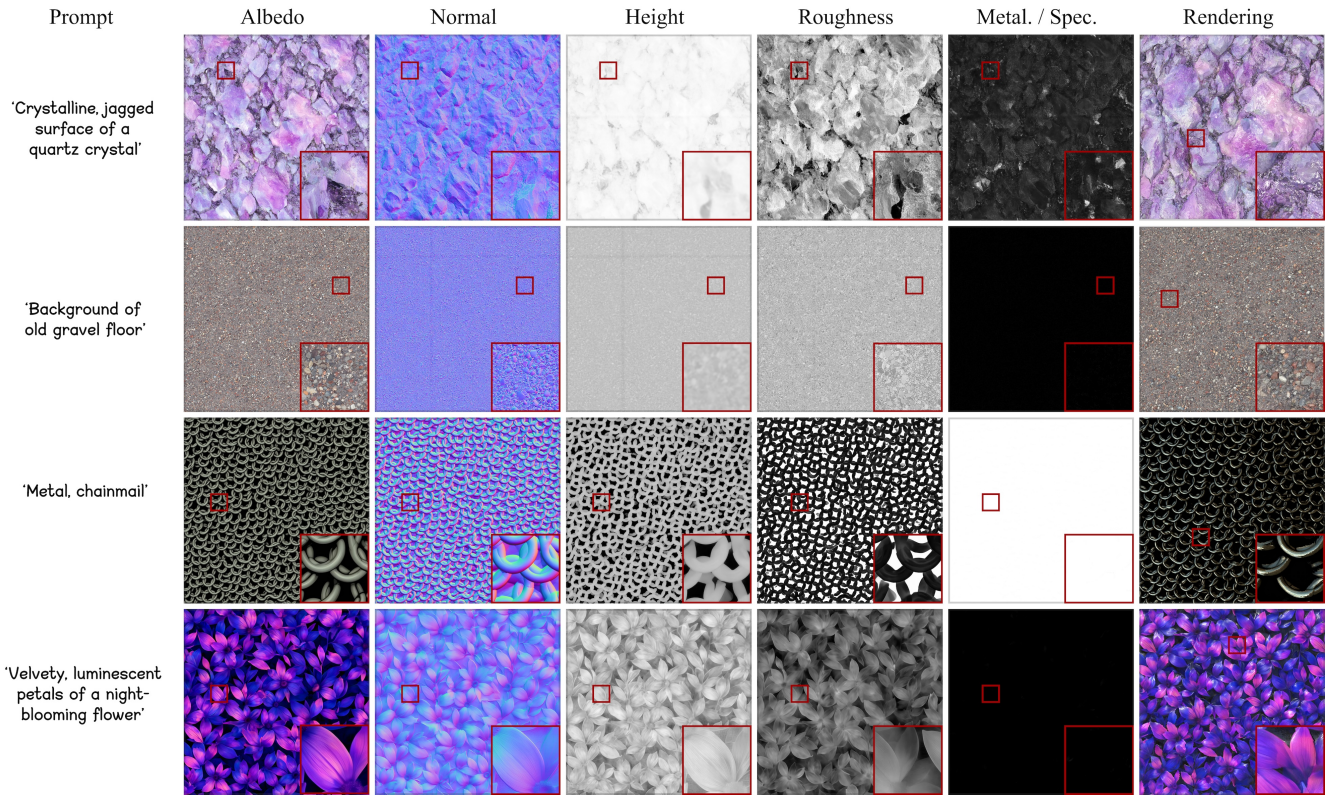 Prompt Albedo Normal Height Roughness Metal. / Spec. Rendering
'Crystalline, jagged
surface of a
quartz crystal'
'Background of
old gravel floor'
'Metal, chainmail'
'Velvety, luminescent
petals of a night-
blooming flower'